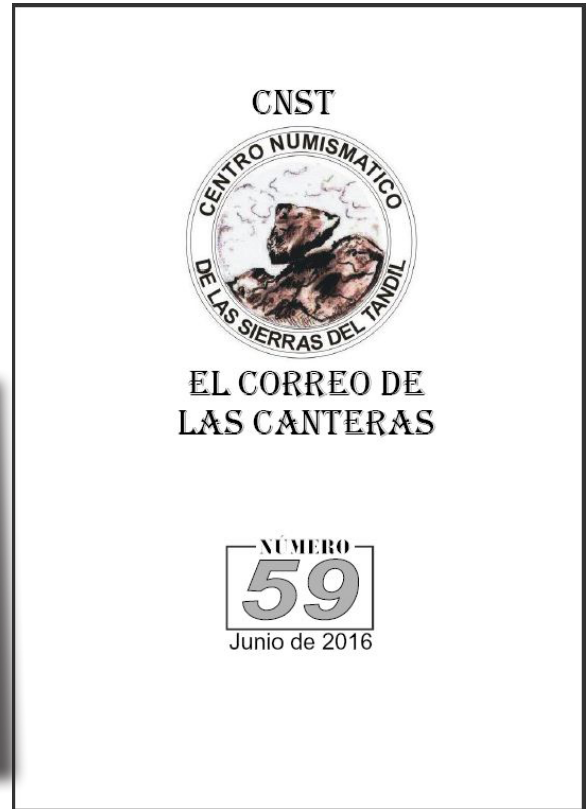 CNST
CENTRO NUMISMATICO
DE LAS SIERRAS DEL TANDIL
EL CORREO DE
LAS CANTERAS
NÚMERO
59
Junio de 2016